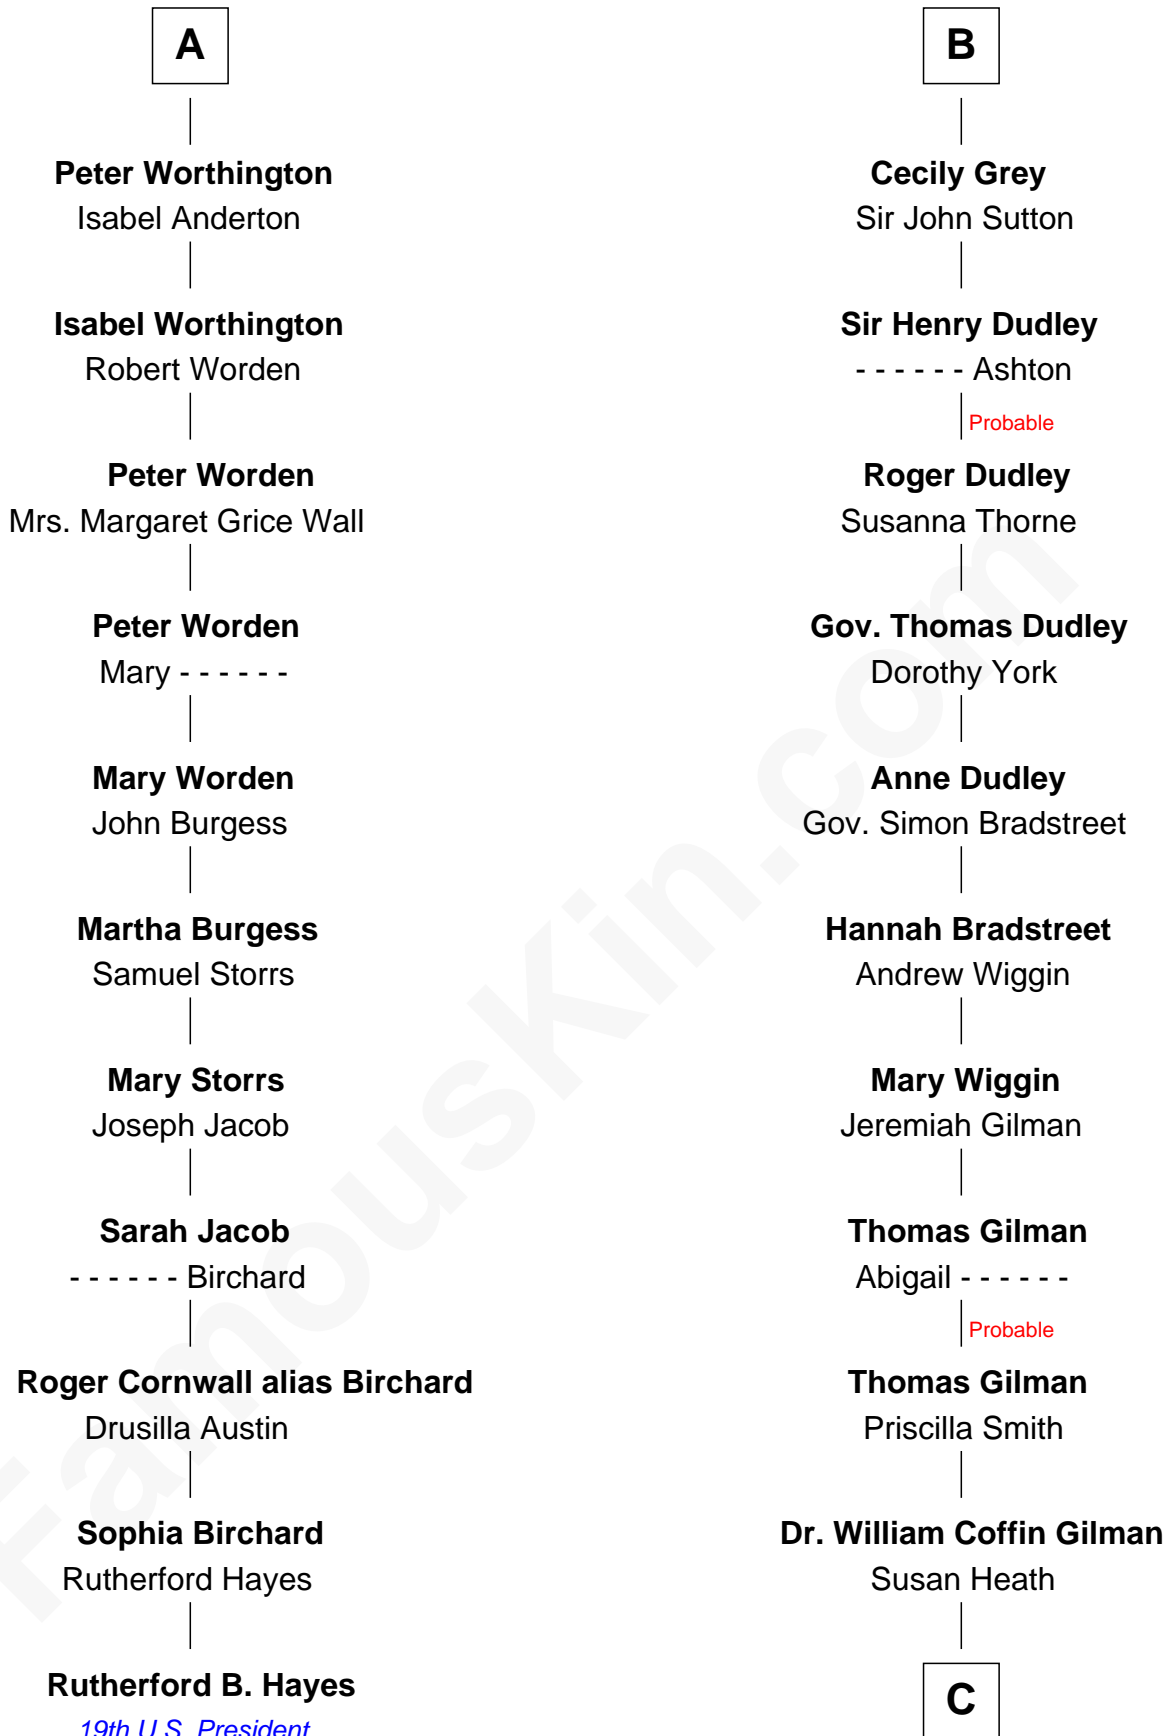 A
Peter Worthington
Isabel Anderton
Isabel Worthington
Robert Worden
Peter Worden
Mrs. Margaret Grice Wall
Peter Worden
Mary - - - - - -
Mary Worden
John Burgess
Martha Burgess
Samuel Storrs
Mary Storrs
Joseph Jacob
Sarah Jacob
- - - - - - Birchard
Roger Cornwall alias Birchard
Drusilla Austin
Sophia Birchard
Rutherford Hayes
Rutherford B. Hayes
19th U.S. President
B
Cecily Grey
Sir John Sutton
Sir Henry Dudley
- - - - - - Ashton
Probable
Roger Dudley
Susanna Thorne
Gov. Thomas Dudley
Dorothy York
Anne Dudley
Gov. Simon Bradstreet
Hannah Bradstreet
Andrew Wiggin
Mary Wiggin
Jeremiah Gilman
Thomas Gilman
Abigail - - - - - -
Probable
Thomas Gilman
Priscilla Smith
Dr. William Coffin Gilman
Susan Heath
C
FamousKin.com